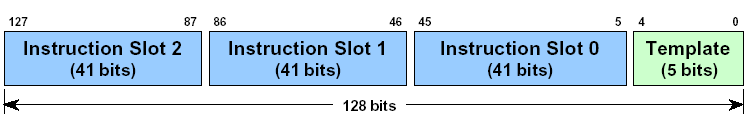 127 87 86 46 45 5 4 0
Instruction Slot 2 Instruction Slot 1 Instruction Slot 0 Template
(41 bits) (41 bits) (41 bits) (5 bits)
128 bits